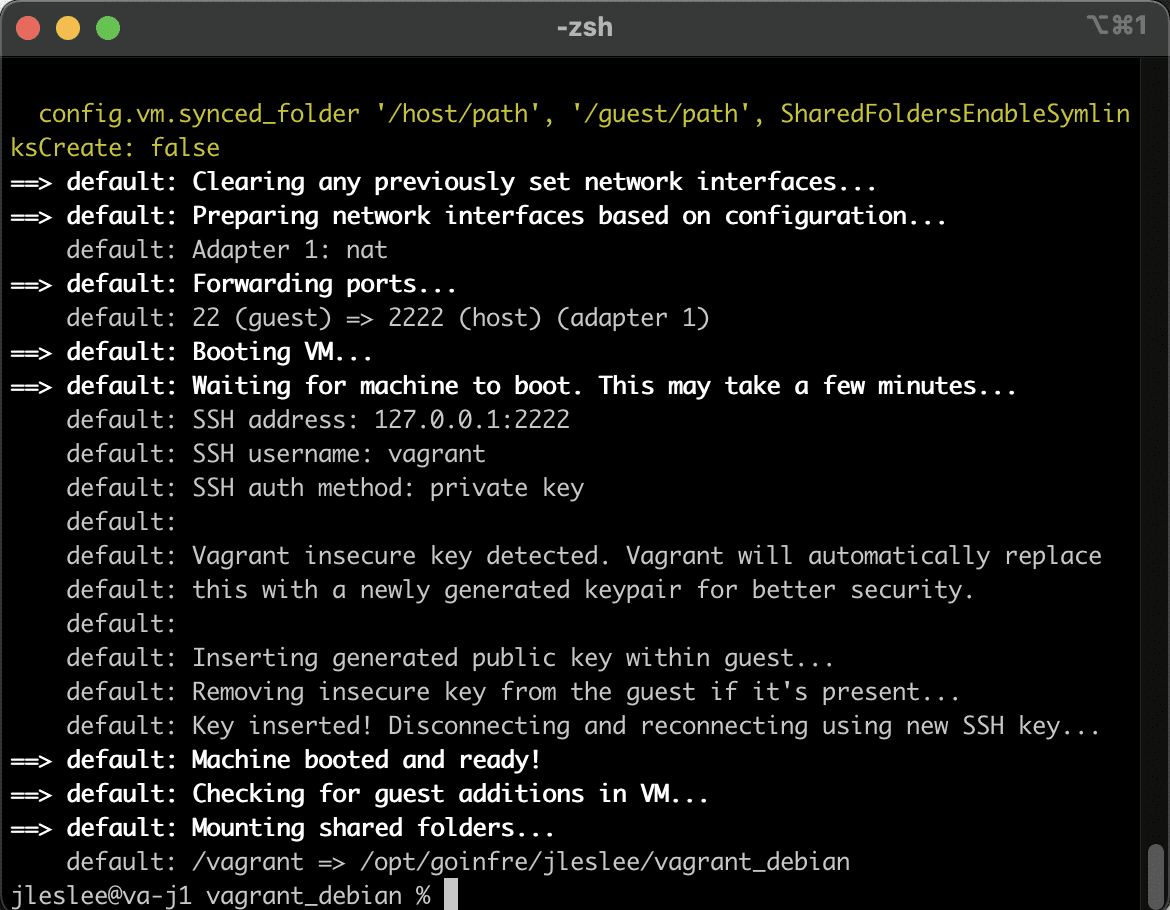 -zsh
⌥⌘1
config.vm.synced_folder '/host/path', '/guest/path', SharedFoldersEnableSymlin
ksCreate: false
==> default: Clearing any previously set network interfaces...
==> default: Preparing network interfaces based on configuration...
default: Adapter 1: nat
==> default: Forwarding ports...
default: 22 (guest) => 2222 (host) (adapter 1)
==> default: Booting VM...
==> default: Waiting for machine to boot. This may take a few minutes...
default: SSH address: 127.0.0.1:2222
default: SSH username: vagrant
default: SSH auth method: private key
default:
default: Vagrant insecure key detected. Vagrant will automatically replace
default: this with a newly generated keypair for better security.
default:
default: Inserting generated public key within guest...
default: Removing insecure key from the guest if it's present...
default: Key inserted! Disconnecting and reconnecting using new SSH key...
==> default: Machine booted and ready!
==> default: Checking for guest additions in VM...
==> default: Mounting shared folders...
default: /vagrant => /opt/goinfre/jleslee/vagrant_debian
jleslee@va-j1 vagrant_debian %